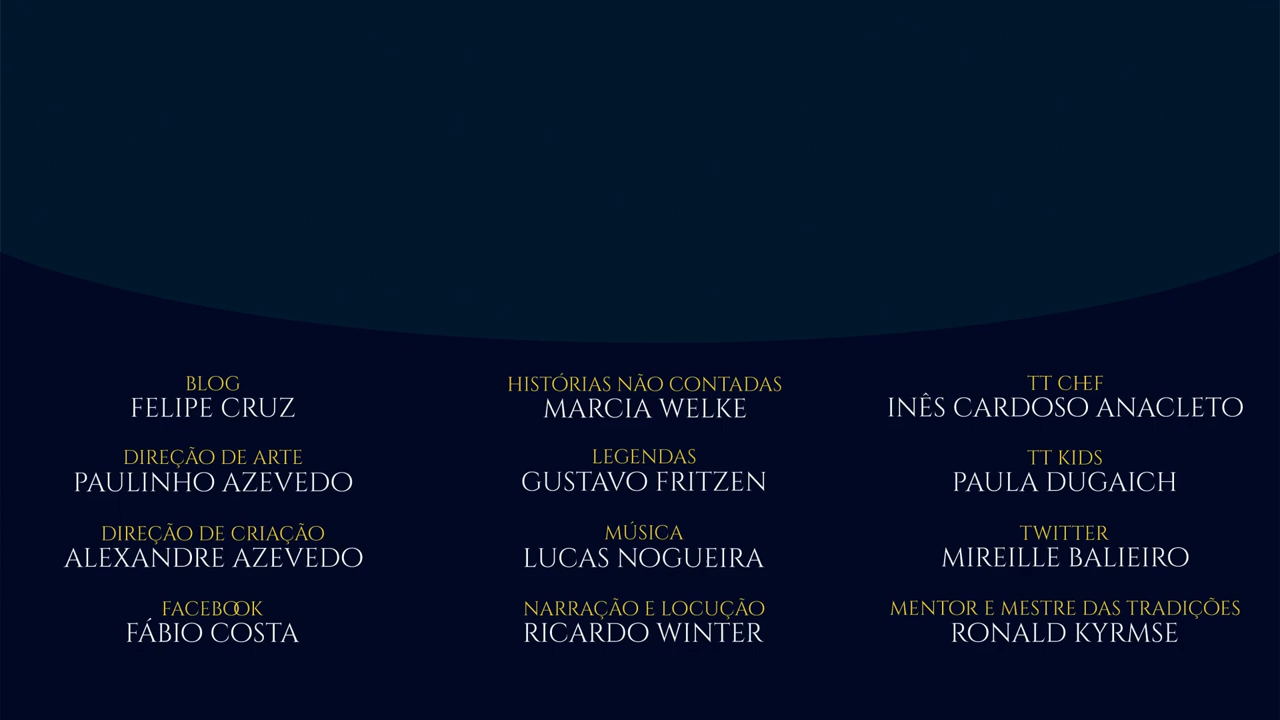 BLOG
FELIPE CRUZ
DIREÇÃO DE ARTE
PAULINHO AZEVEDO
DIREÇÃO DE CRIAÇÃO
ALEXANDRE AZEVEDO
FACEBOOK
FÁBIO COSTA
HISTÓRIAS NÃO CONTADAS
MARCIA WELKE
LEGENDAS
GUSTAVO FRITZEN
MÚSICA
LUCAS NOGUEIRA
NARRAÇÃO E LOCUÇÃO
RICARDO WINTER
TT CHEF
INÊS CARDOSO ANACLETO
TT KIDS
PAULA DUGAICH
TWITTER
MIREILLE BALIEIRO
MENTOR E MESTRE DAS TRADIÇÕES
RONALD KYRMSE